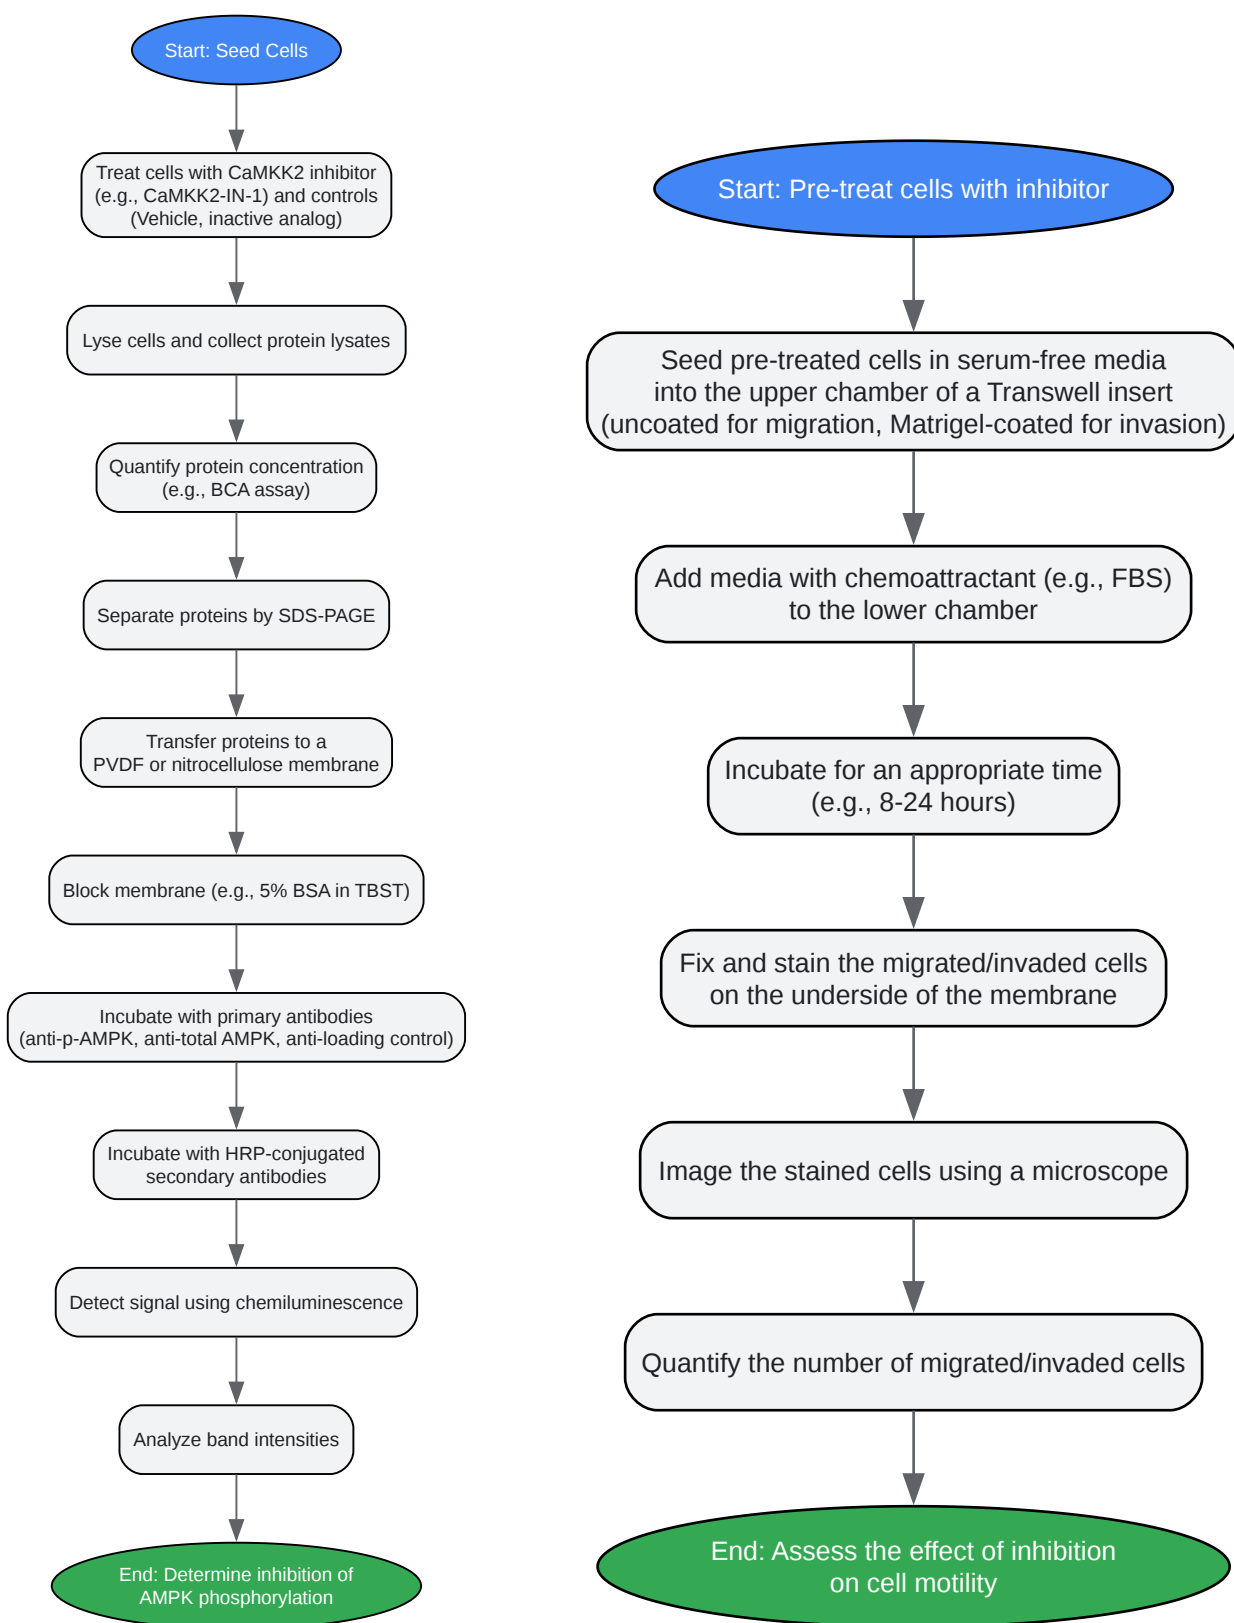 Start: Seed Cells
Treat cells with CaMKK2 inhibitor
(e.g., CaMKK2-IN-1) and controls
(Vehicle, inactive analog)
Lyse cells and collect protein lysates
Quantify protein concentration
(e.g., BCA assay)
Separate proteins by SDS-PAGE
Transfer proteins to a
PVDF or nitrocellulose membrane
Block membrane (e.g., 5% BSA in TBST)
Incubate with primary antibodies
(anti-p-AMPK, anti-total AMPK, anti-loading control)
Incubate with HRP-conjugated
secondary antibodies
Detect signal using chemiluminescence
Analyze band intensities
End: Determine inhibition of
AMPK phosphorylation
Start: Pre-treat cells with inhibitor
Seed pre-treated cells in serum-free media
into the upper chamber of a Transwell insert
(uncoated for migration, Matrigel-coated for invasion)
Add media with chemoattractant (e.g., FBS)
to the lower chamber
Incubate for an appropriate time
(e.g., 8-24 hours)
Fix and stain the migrated/invaded cells
on the underside of the membrane
Image the stained cells using a microscope
Quantify the number of migrated/invaded cells
End: Assess the effect of inhibition
on cell motility